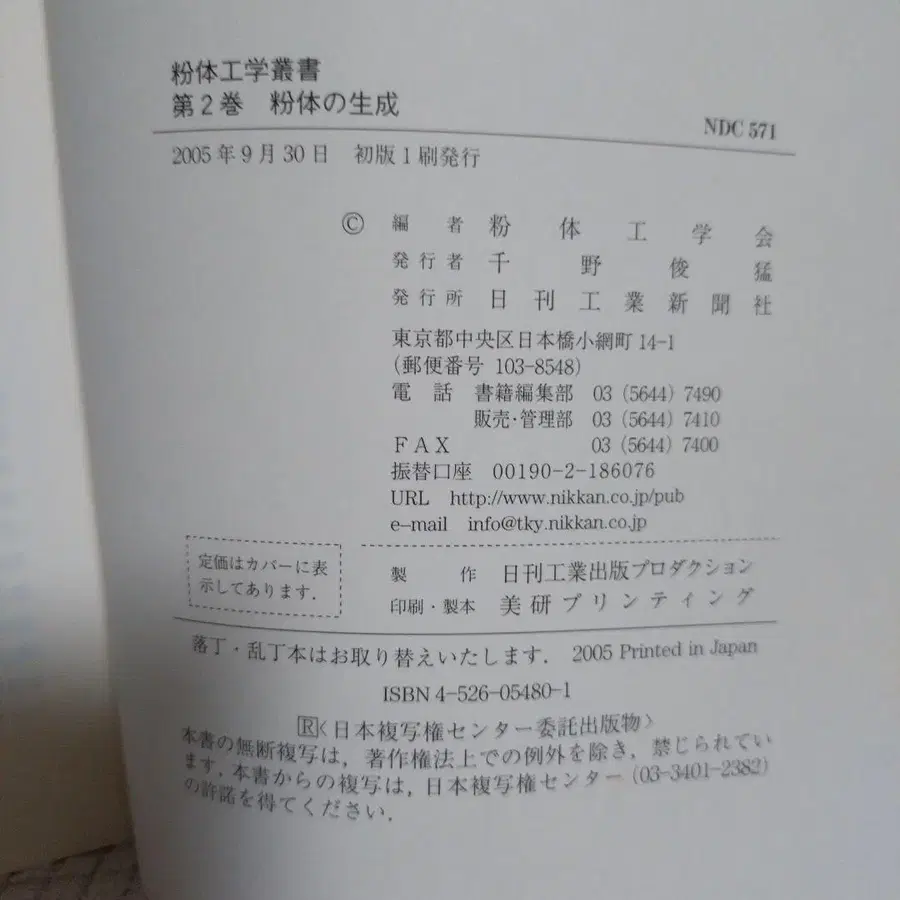 粉体工学叢書
第2巻 粉体の生成
NDC 571
2005年9月30日 初版1刷発行
© 編者 粉体工学会
発行者 千野俊猛
発行所 日刊工業新聞社
東京都中央区日本橋小網町 14-1
(郵便番号 103-8548)
電話 書籍編集部 03 (5644) 7490
販売・管理部 03 (5644) 7410
FAX 03 (5644) 7400
振替口座 00190-2-186076
URL http://www.nikkan.co.jp/pub
e-mail info@tky.nikkan.co.jp
定価はカバーに表
示してあります.
製作 日刊工業出版プロダクション
印刷・製本 美研プリンティング
落丁・乱丁本はお取り替えいたします. 2005 Printed in Japan
ISBN 4-526-05480-1
R〈日本複写権センター委託出版物〉
本書の無断複写は, 著作権法上での例外を除き, 禁じられてい
ます. 本書からの複写は, 日本複写権センター (03-3401-2382)
の許諾を得てください.